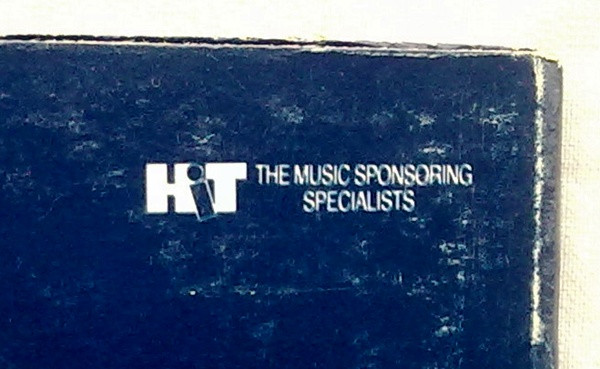 HiT THE MUSIC SPONSORING
SPECIALISTS